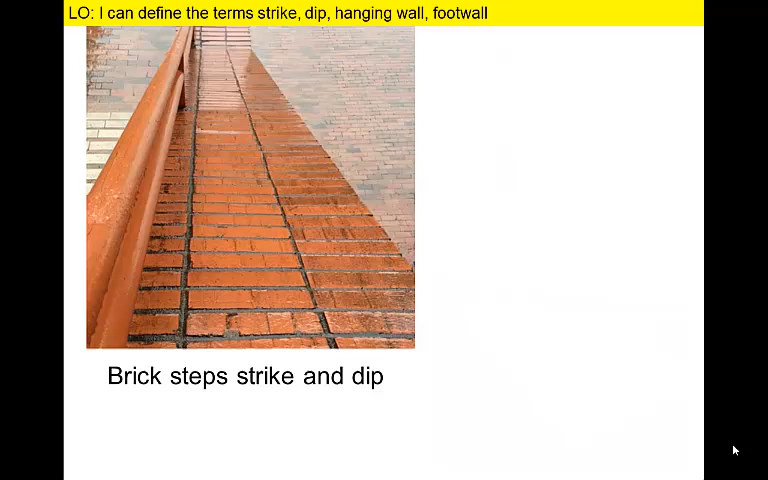 LO: I can define the terms strike, dip, hanging wall, footwall
Brick steps strike and dip